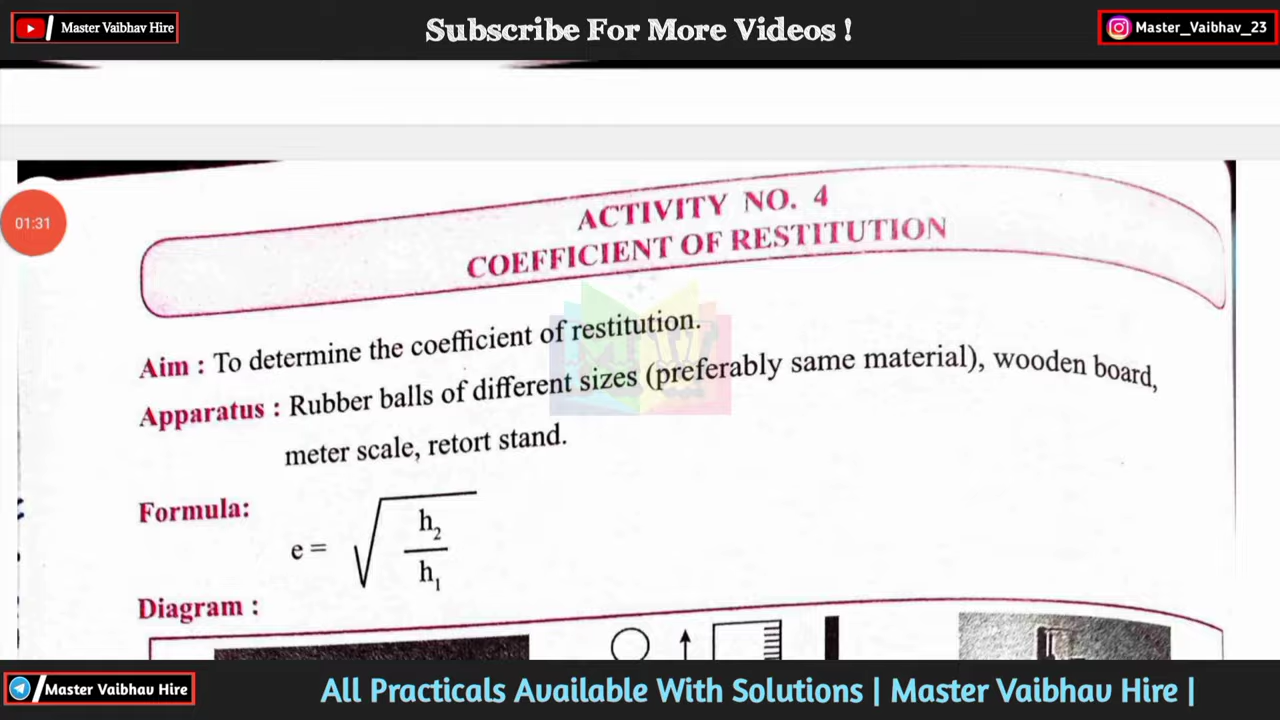 Master Vaibhav Hire
Subscribe For More Videos !
Master_Vaibhav_23
01:31
ACTIVITY NO. 4
COEFFICIENT OF RESTITUTION
Aim : To determine the coefficient of restitution.
Apparatus : Rubber balls of different sizes (preferably same material), wooden board,
meter scale, retort stand.
Formula:
e = √ h₂
h₁
Diagram :
Master Vaibhav Hire
All Practicals Available With Solutions | Master Vaibhav Hire |